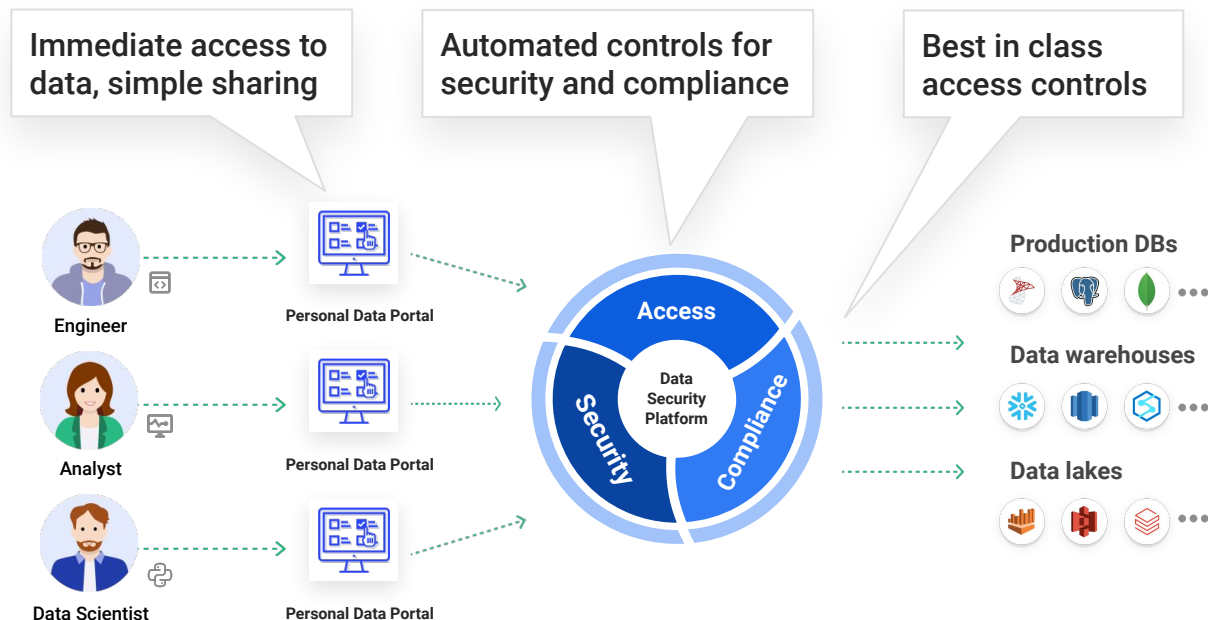 Immediate access to
data, simple sharing
Automated controls for
security and compliance
Best in class
access controls
Engineer
Personal Data Portal
Analyst
Personal Data Portal
Data Scientist
Personal Data Portal
Access
Security
Compliance
Data
Security
Platform
Production DBs
Data warehouses
Data lakes